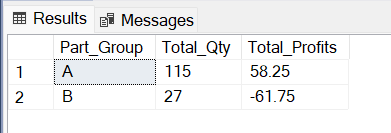 Results Messages
Part_Group Total_Qty Total_Profits
1 A 115 58.25
2 B 27 -61.75